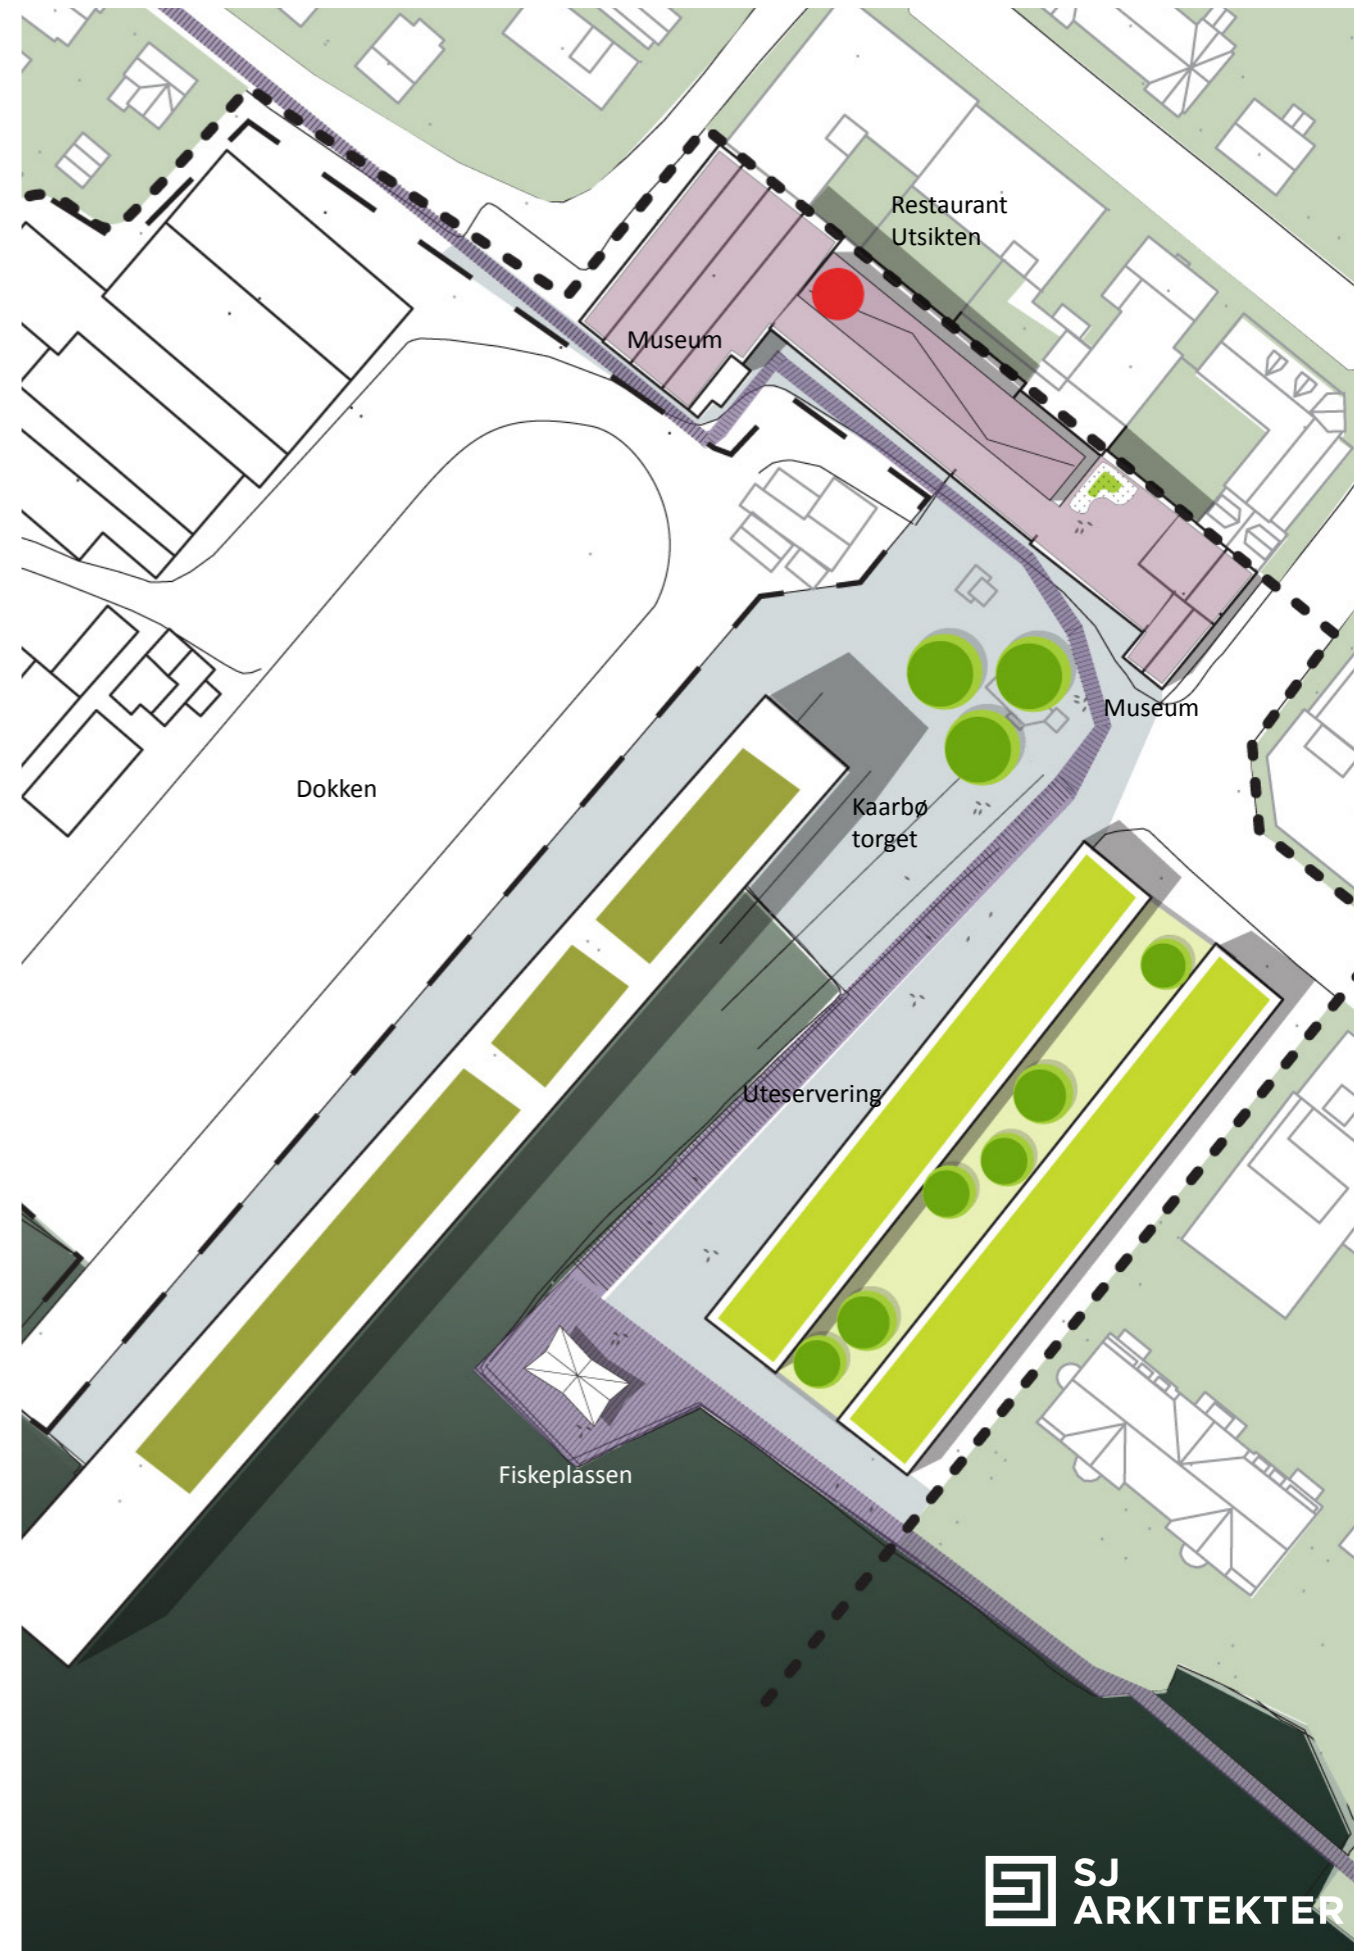 Restaurant
Utsikten
Museum
Museum
Dokken
Kaarbø
torget
Uteservering
Fiskeplassen
SJ
ARKITEKTER